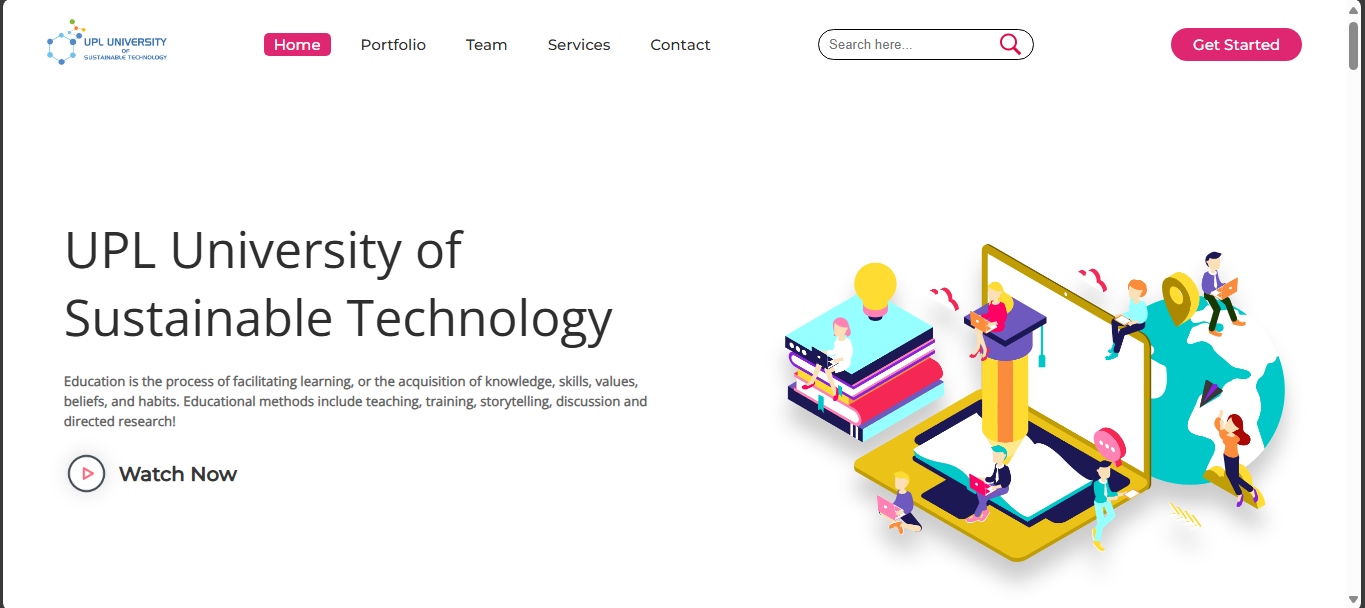 UPL UNIVERSITY
OF
SUSTAINABLE TECHNOLOGY
Home
Portfolio
Team
Services
Contact
Search here...
Get Started
UPL University of
Sustainable Technology
Education is the process of facilitating learning, or the acquisition of knowledge, skills, values,
beliefs, and habits. Educational methods include teaching, training, storytelling, discussion and
directed research!
Watch Now